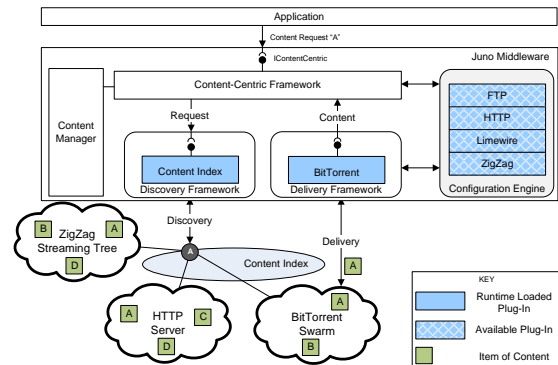 Application
Content Request "A"
IContentCentric
Juno Middleware
Content-Centric Framework
Content
Manager
Request
Content
FTP
HTTP
Limewire
ZigZag
Configuration Engine
Content Index
Discovery Framework
BitTorrent
Delivery Framework
Discovery
Delivery
ZigZag
Streaming Tree
B
A
D
A
Content Index
A
HTTP
Server
A
C
D
BitTorrent
Swarm
A
B
KEY
Runtime Loaded
Plug-In
Available Plug-In
Item of Content